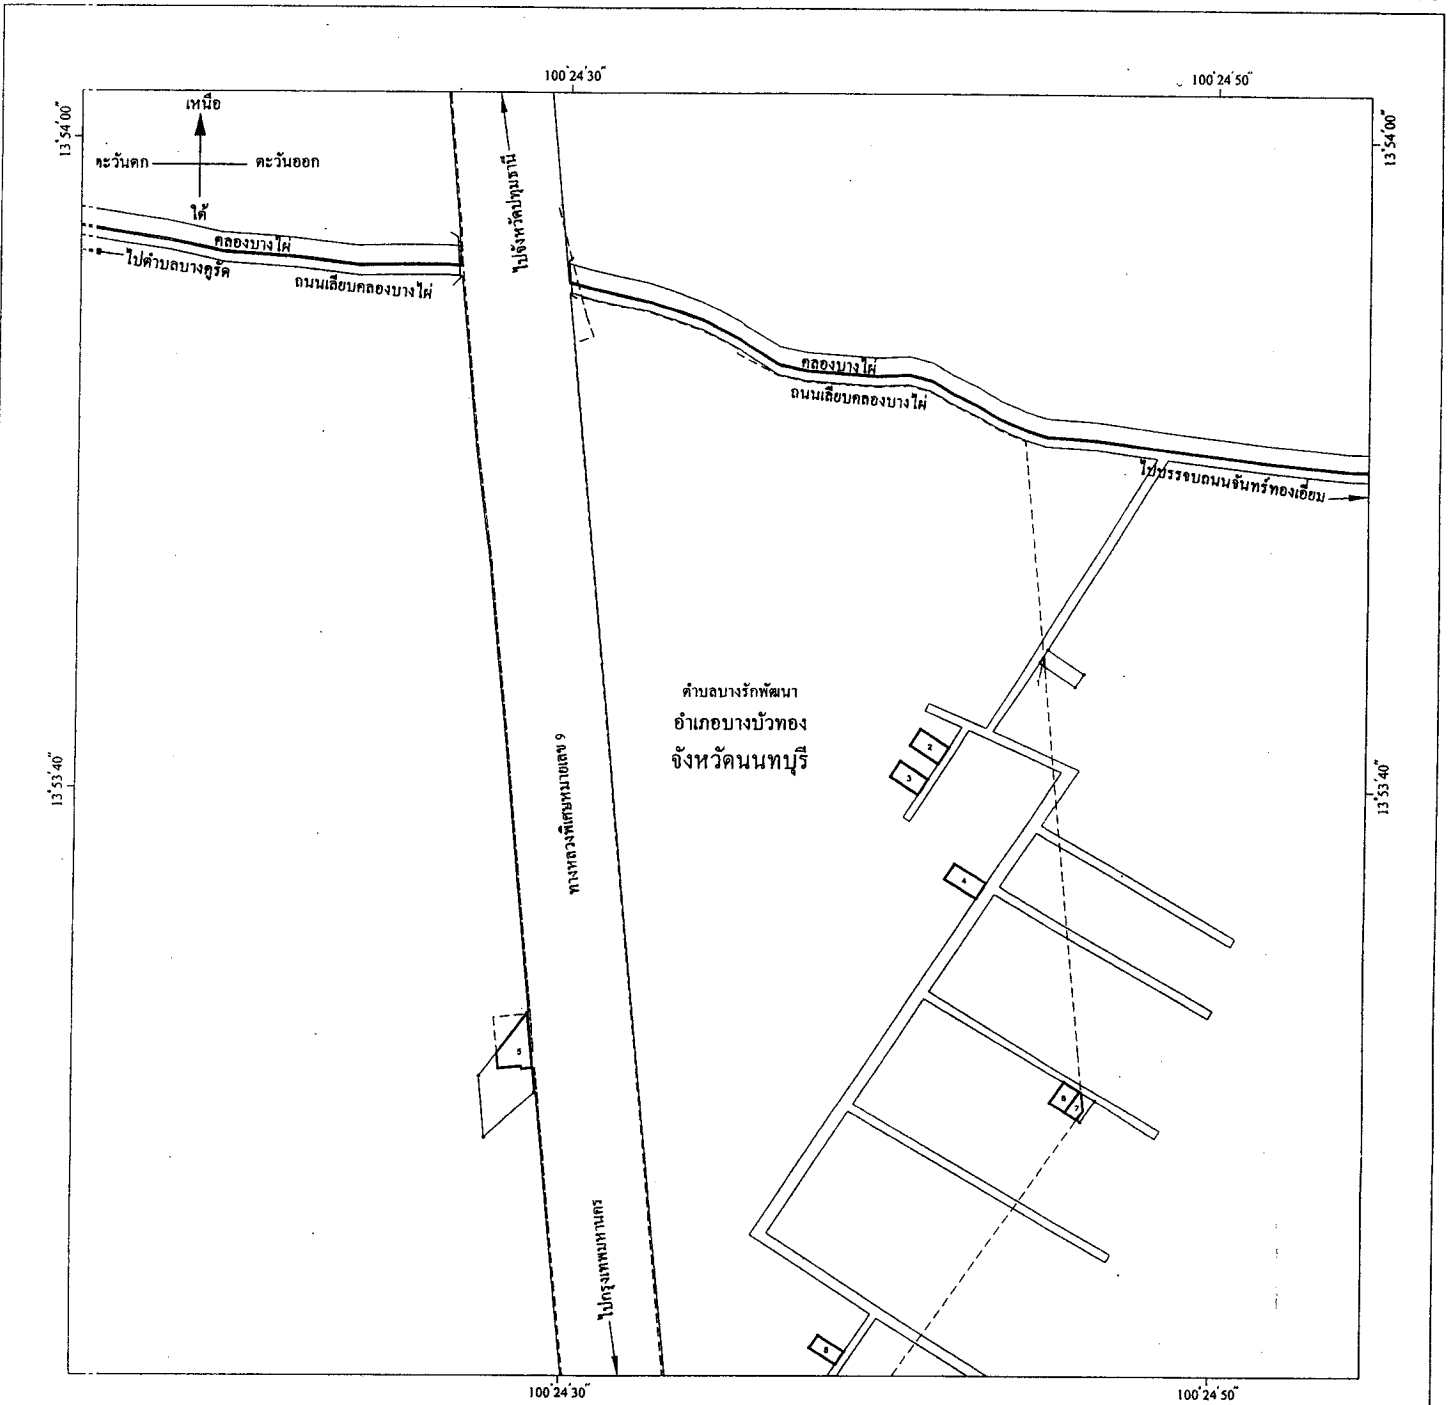 100°24'30"
100°24'50"
13°54'00"
13°54'00"
เหนือ
ตะวันตก
ตะวันออก
ใต้
ไปจังหวัดปทุมธานี
คลองบางไผ่
ไปตำบลบางคูรัด
ถนนเลียบคลองบางไผ่
คลองบางไผ่
ถนนเลียบคลองบางไผ่
ไปบรรจบถนนจันทร์ทองเอี่ยม
ตำบลบางรักพัฒนา
อำเภอบางบัวทอง
จังหวัดนนทบุรี
ทางหลวงพิเศษหมายเลข 9
2
3
13°53'40"
13°53'40"
4
5
6
7
ไปกรุงเทพมหานคร
100°24'30"
100°24'50"